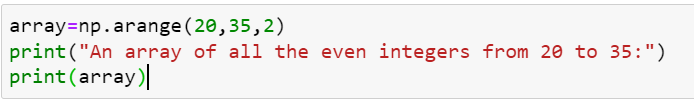 array=np.arange(20,35,2)
print("An array of all the even integers from 20 to 35:")
print(array)